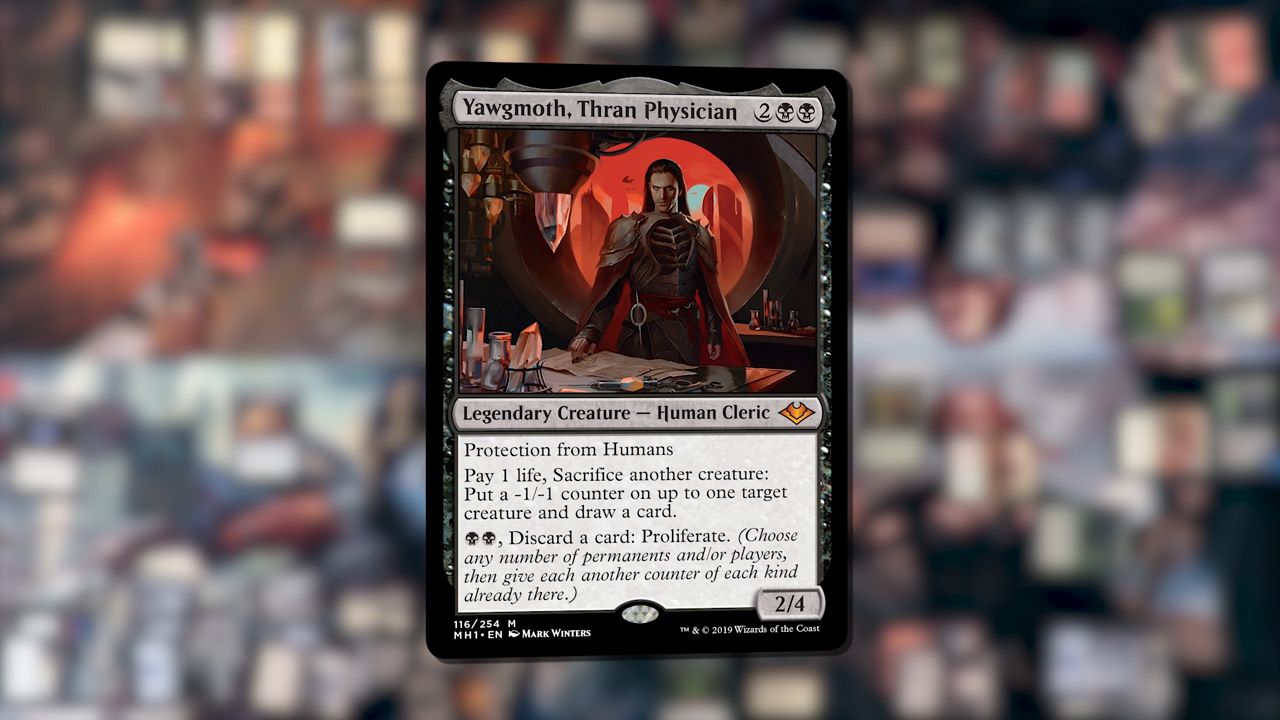 Yawgmoth, Thran Physician 2
Legendary Creature — Human Cleric
Protection from Humans
Pay 1 life, Sacrifice another creature:
Put a -1/-1 counter on up to one target
creature and draw a card.
, Discard a card: Proliferate. (Choose
any number of permanents and/or players,
then give each another counter of each kind
already there.)
2/4
116/254 M
MH1 • EN Mark Winters
™ & © 2019 Wizards of the Coast